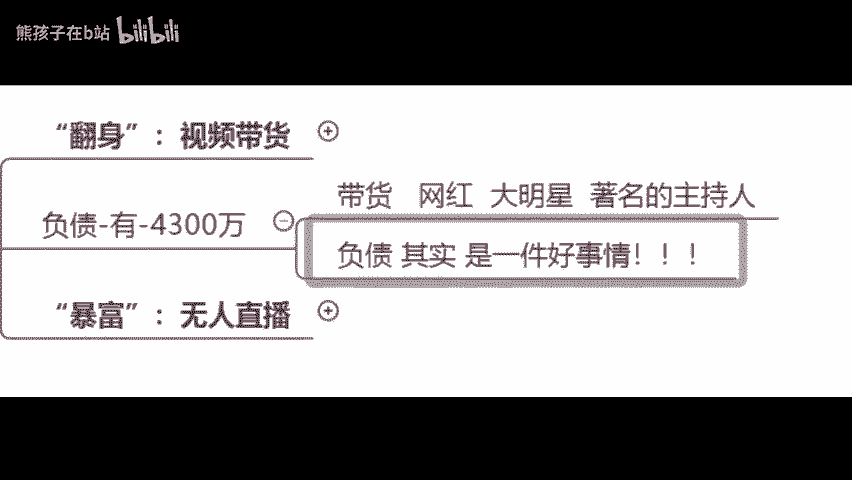 熊孩子在b站 bilibili
“翻身”：视频带货
负债-有-4300万
带货 网红 大明星 著名的主持人
负债 其实 是一件好事情！！！
“暴富”：无人直播